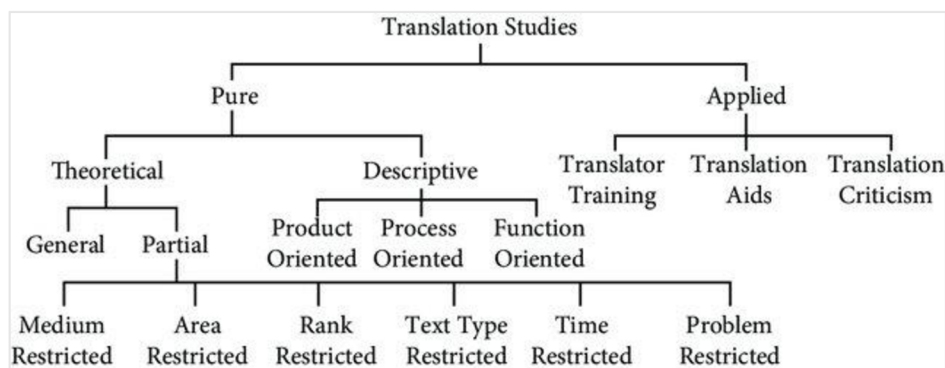 Translation Studies
Pure
Applied
Theoretical
Descriptive
Translator
Training
Translation
Aids
Translation
Criticism
General
Partial
Product
Oriented
Process
Oriented
Function
Oriented
Medium
Restricted
Area
Restricted
Rank
Restricted
Text Type
Restricted
Time
Restricted
Problem
Restricted